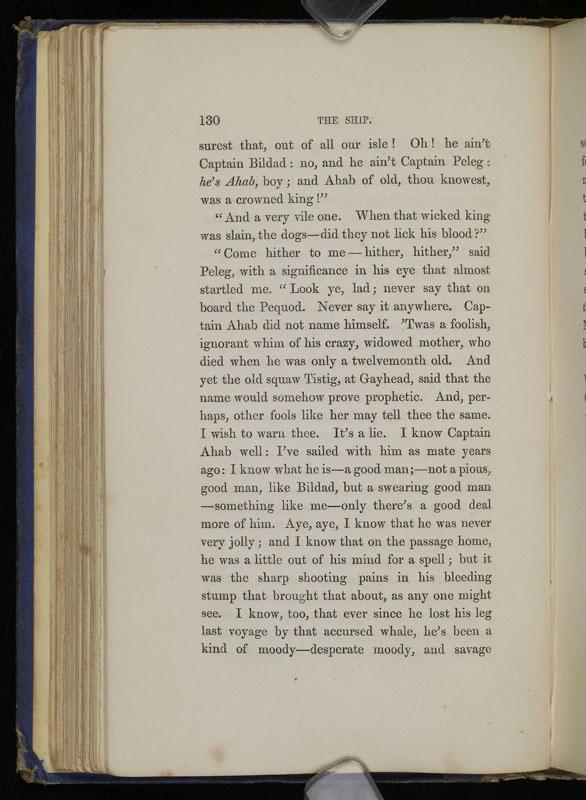 130 THE SHIP.
surest that, out of all our isle! Oh! he ain't
Captain Bildad: no, and he ain't Captain Peleg:
he's Ahab, boy; and Ahab of old, thou knowest,
was a crowned king!"
"And a very vile one. When that wicked king
was slain, the dogs—did they not lick his blood?"
"Come hither to me—hither, hither," said
Peleg, with a significance in his eye that almost
startled me. "Look ye, lad; never say that on
board the Pequod. Never say it anywhere. Cap-
tain Ahab did not name himself. 'Twas a foolish,
ignorant whim of his crazy, widowed mother, who
died when he was only a twelvemonth old. And
yet the old squaw Tistig, at Gayhead, said that the
name would somehow prove prophetic. And, per-
haps, other fools like her may tell thee the same.
I wish to warn thee. It's a lie. I know Captain
Ahab well: I've sailed with him as mate years
ago: I know what he is—a good man;—not a pious,
good man, like Bildad, but a swearing good man
—something like me—only there's a good deal
more of him. Aye, aye, I know that he was never
very jolly; and I know that on the passage home,
he was a little out of his mind for a spell; but it
was the sharp shooting pains in his bleeding
stump that brought that about, as any one might
see. I know, too, that ever since he lost his leg
last voyage by that accursed whale, he's been a
kind of moody—desperate moody, and savage